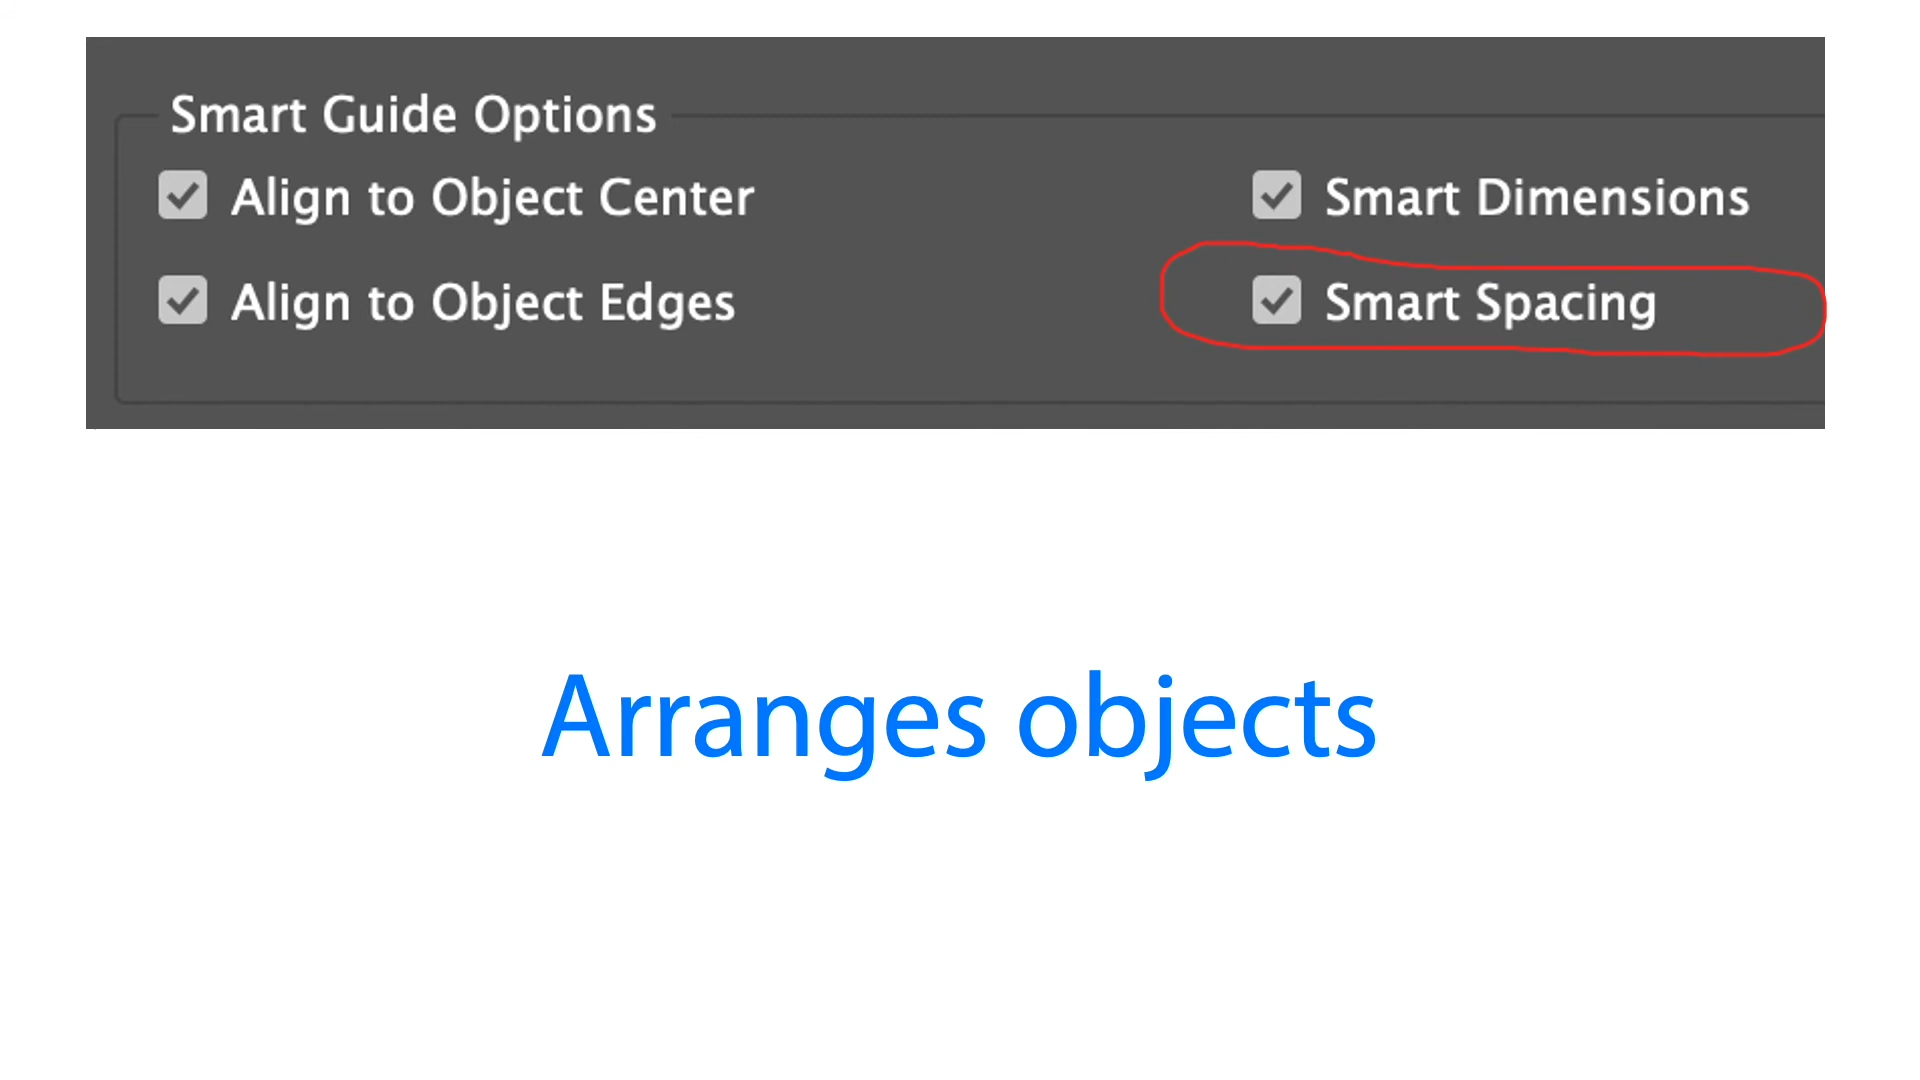 Smart Guide Options
Align to Object Center
Smart Dimensions
Align to Object Edges
Smart Spacing
Arranges objects